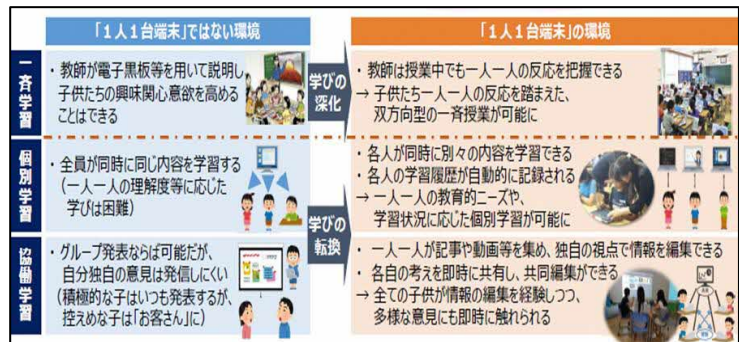 「１人１台端末」ではない環境
「１人１台端末」の環境
一斉学習
・教師が電子黒板等を用いて説明し
子供たちの興味関心意欲を高める
ことはできる
学びの
深化
・教師は授業中でも一人一人の反応を把握できる
→ 子供たち一人一人の反応を踏まえた、
双方向型の一斉授業が可能に
個別学習
・全員が同時に同じ内容を学習する
（一人一人の理解度等に応じた
学びは困難）
学びの
転換
・各人が同時に別々の内容を学習できる
・各人の学習履歴が自動的に記録される
→ 一人一人の教育的ニーズや、
学習状況に応じた個別学習が可能に
協働学習
・グループ発表ならば可能だが、
自分独自の意見は発信しにくい
（積極的な子はいつも発表するが、
控えめな子は「お客さん」に）
・一人一人が記事や動画等を集め、独自の視点で情報を編集できる
・各自の考えを即時に共有し、共同編集ができる
→ 全ての子供が情報の編集を経験しつつ、
多様な意見にも即時に触れられる